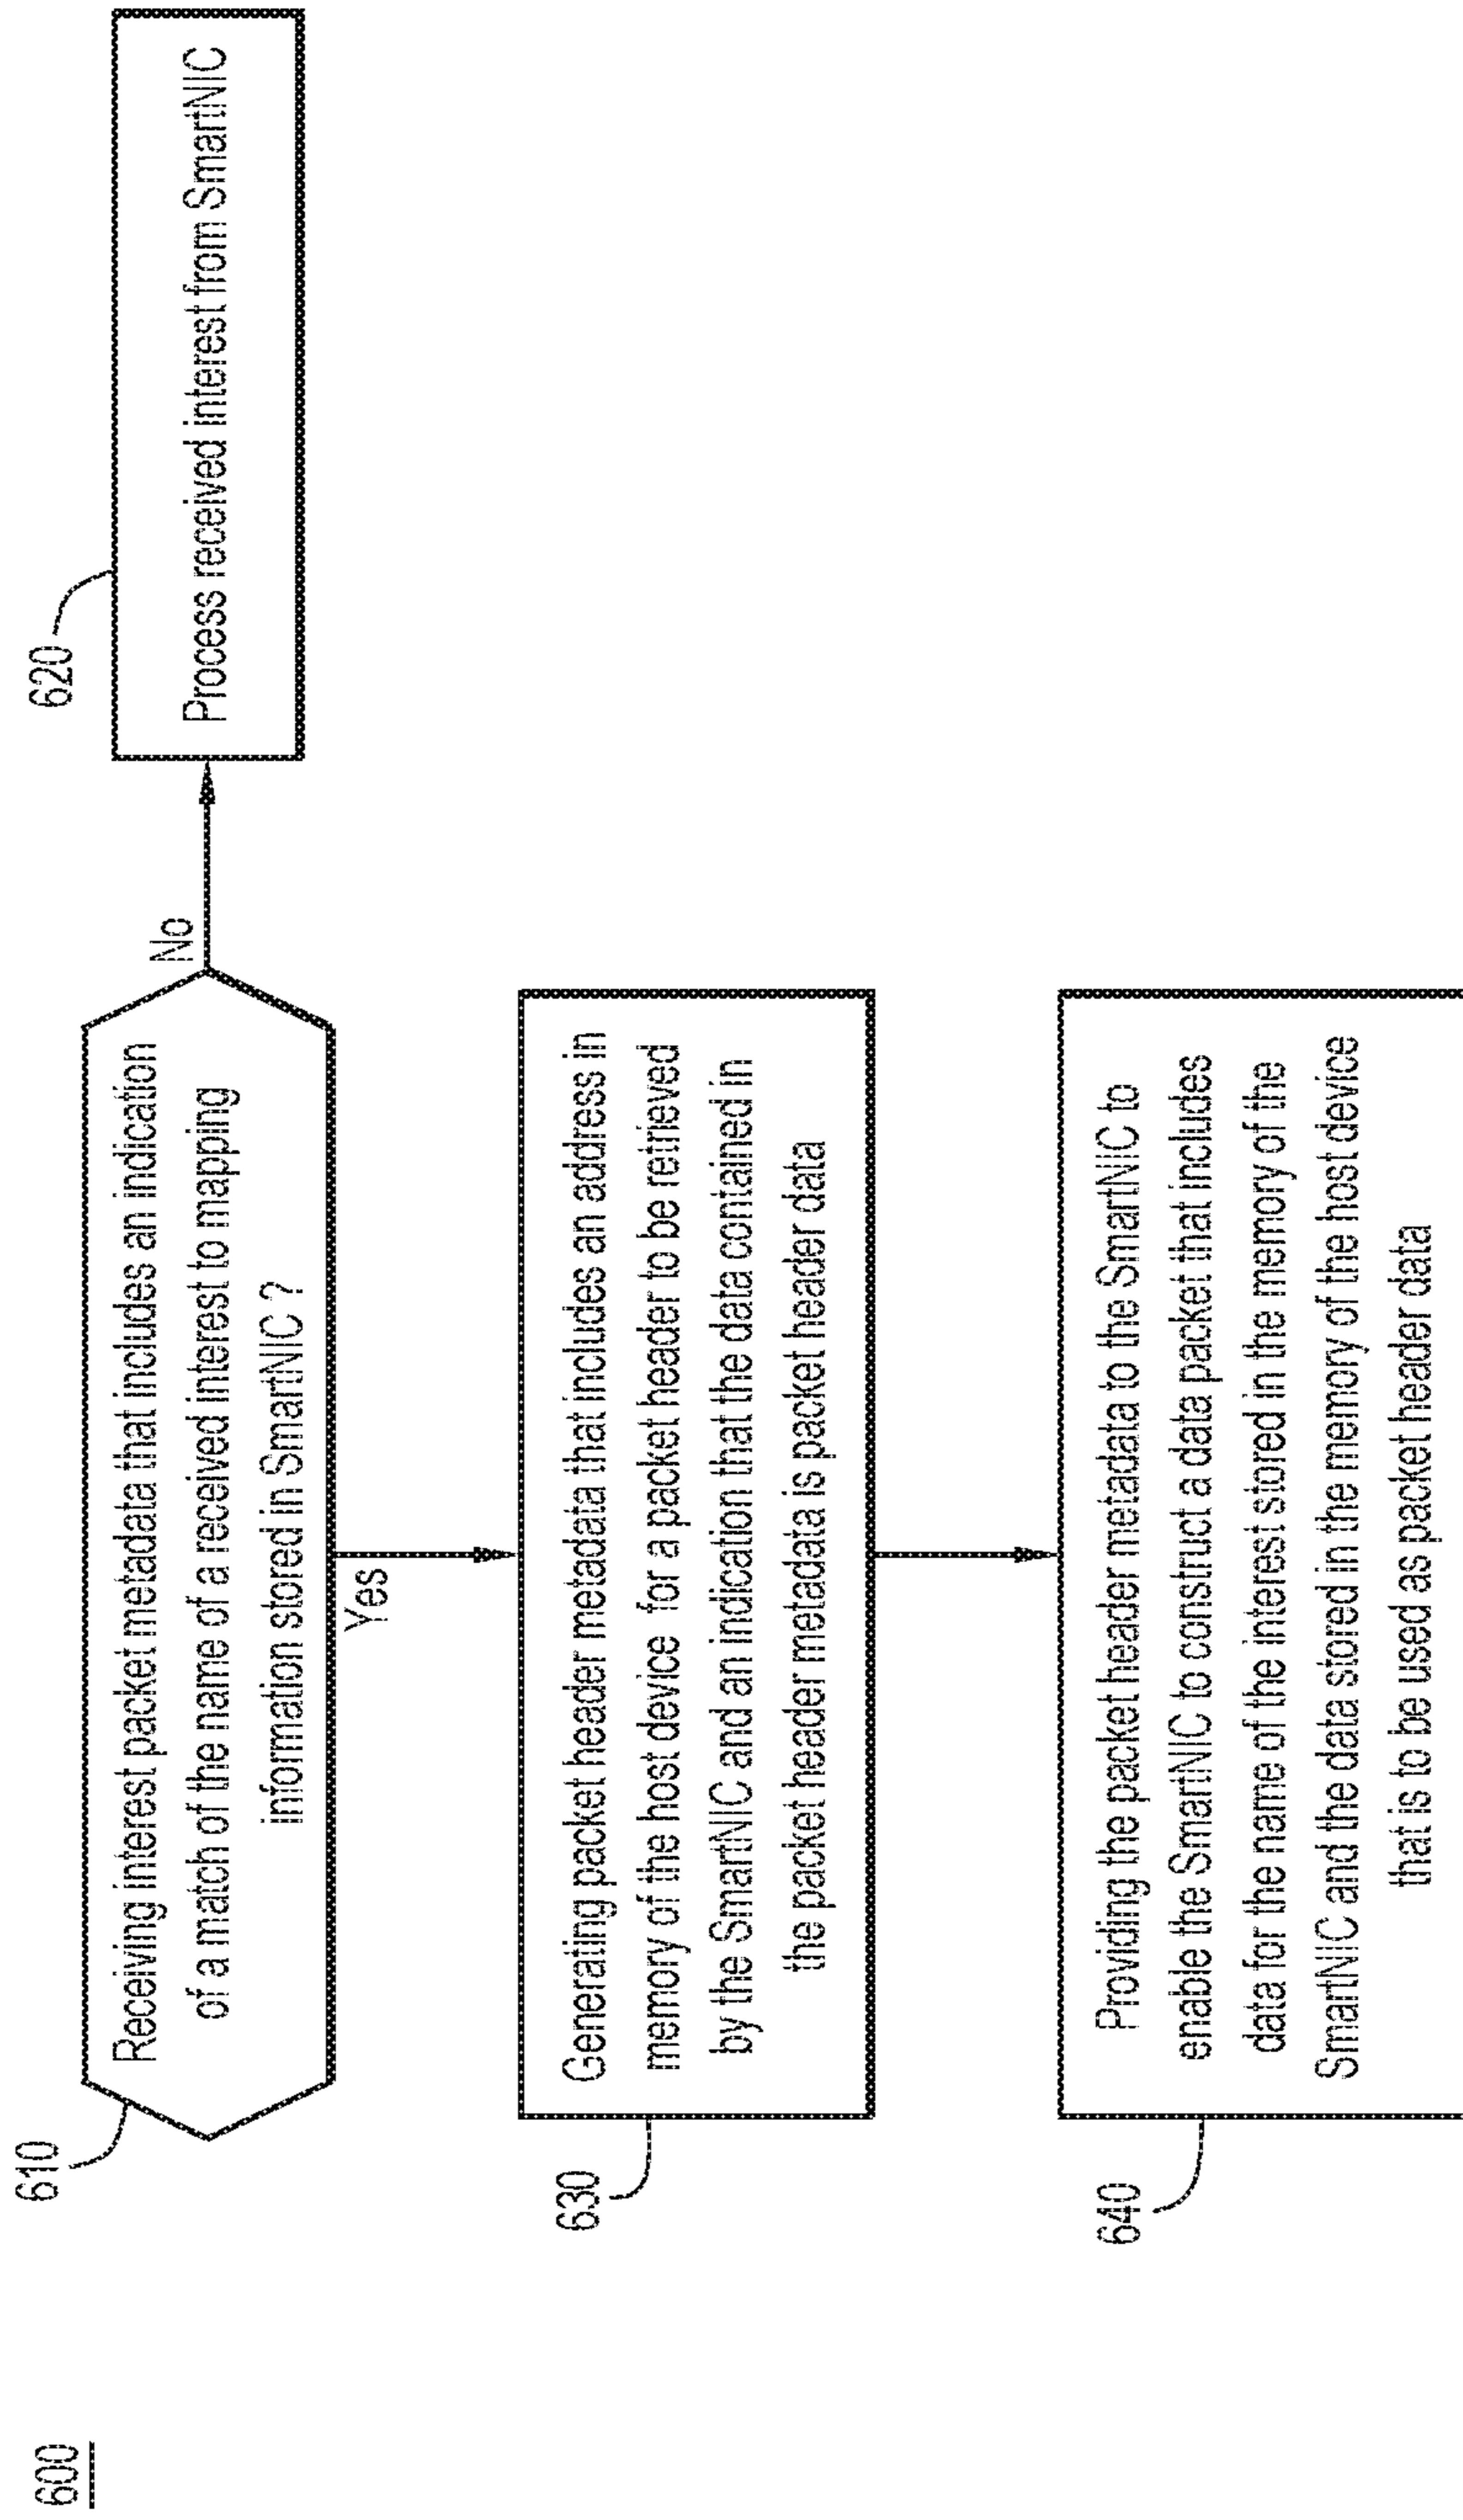 600
610
Receiving interest packet metadata that includes an indication
of a match of the name of a received interest to mapping
information stored in SmartNIC ?
No
620
Process received interest from SmartNIC
Yes
630
Generating packet header metadata that includes an address in
memory of the host device for a packet header to be retrieved
by the SmartNIC and an indication that the data contained in
the packet header metadata is packet header data
640
Providing the packet header metadata to the SmartNIC to
enable the SmartNIC to construct a data packet that includes
data for the name of the interest stored in the memory of the
SmartNIC and the data stored in the memory of the host device
that is to be used as packet header data